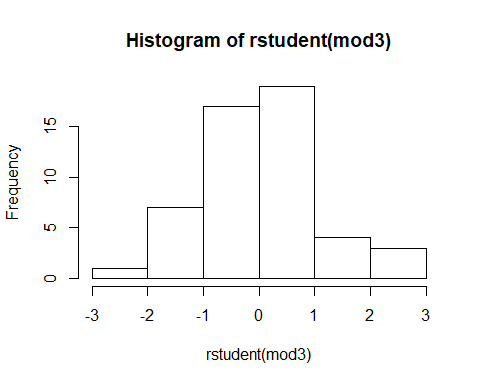 Histogram of rstudent(mod3)
Frequency
15
10
5
0
-3 -2 -1 0 1 2 3
rstudent(mod3)